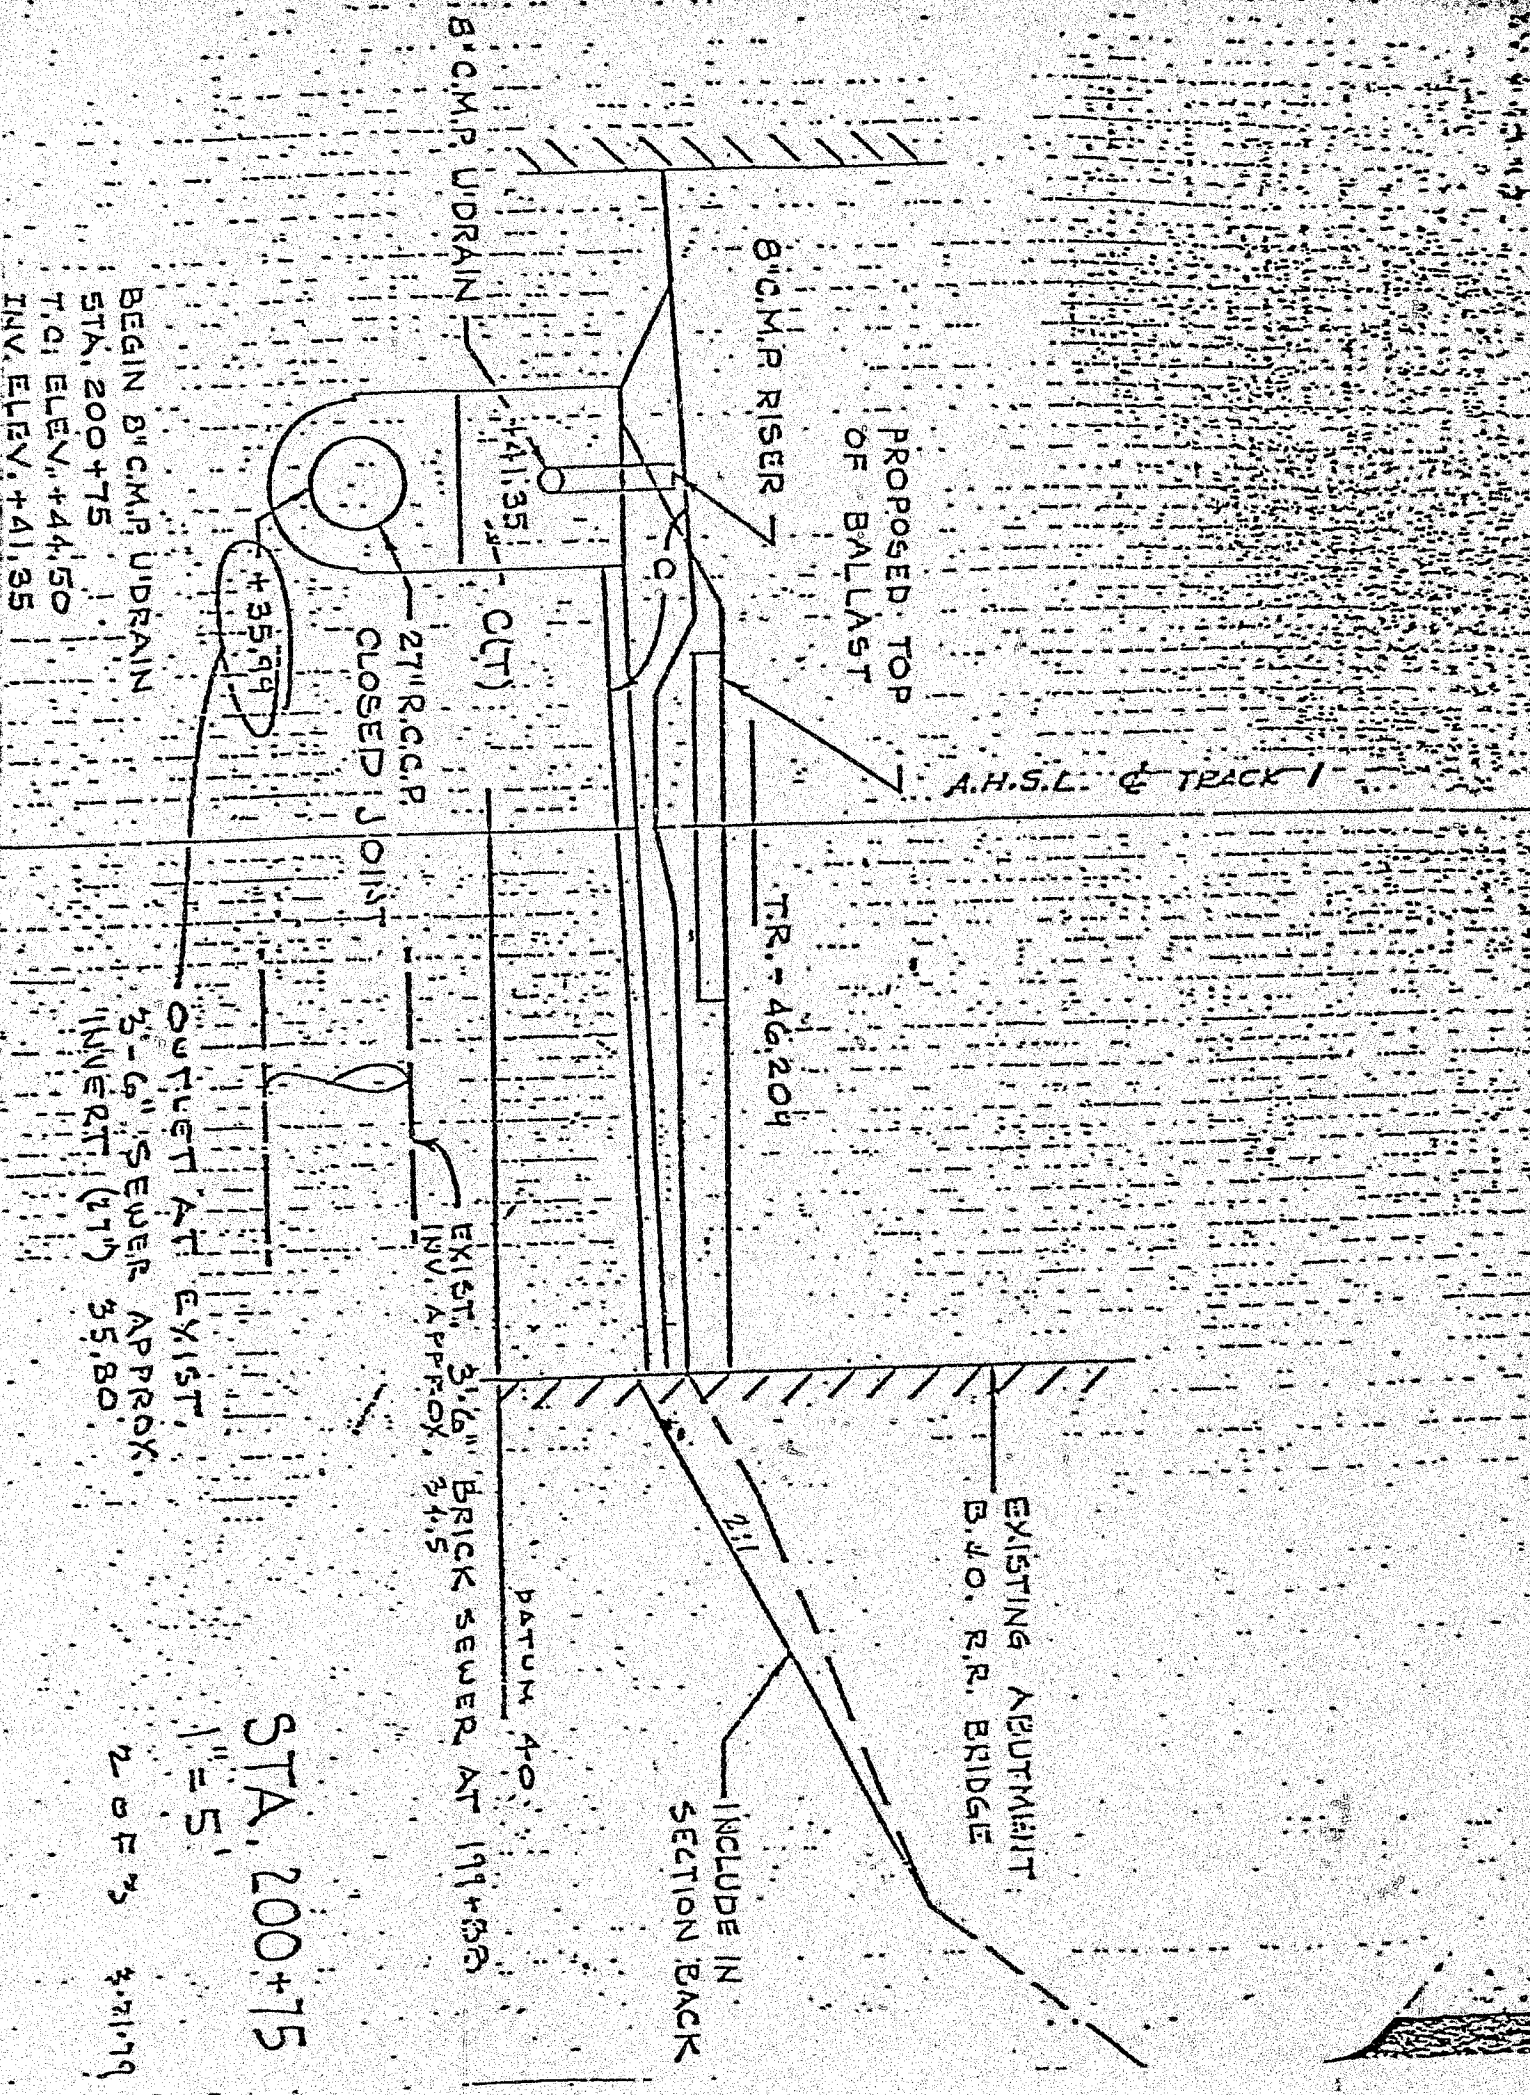 A.H.S.L. ℄ TRACK 1
EXISTING ABUTMENT
B.&O. R.R. BRIDGE
PROPOSED TOP
OF BALLAST
8"C.M.P. RISER
T.R. - 46.209
INCLUDE IN
SECTION BACK
2:1
C
+41.35
8"C.M.P. U'DRAIN
C(T)
DATUM 40
27"R.C.C.P.
CLOSED JOINT
EXIST. 3'6" BRICK SEWER AT
INV. APPROX. 34.5
+35.99
STA. 200+75
1"=5'
OUTLET AT EXIST.
3-6" SEWER APPROX.
INVERT (27") 35.80
BEGIN 8"C.M.P. U'DRAIN
STA. 200+75
T.C. ELEV. +44.50
INV. ELEV. +41.35
2 OF 3